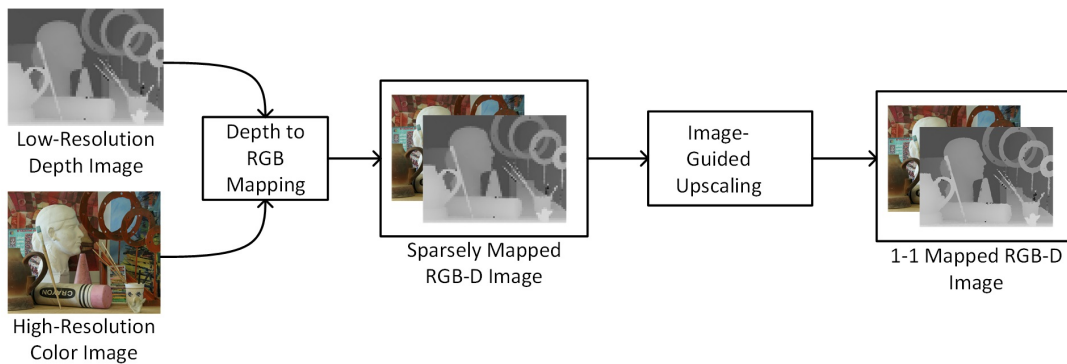 Low-Resolution
Depth Image
High-Resolution
Color Image
Depth to
RGB
Mapping
Sparsely Mapped
RGB-D Image
Image-
Guided
Upscaling
1-1 Mapped RGB-D
Image
CRAYON